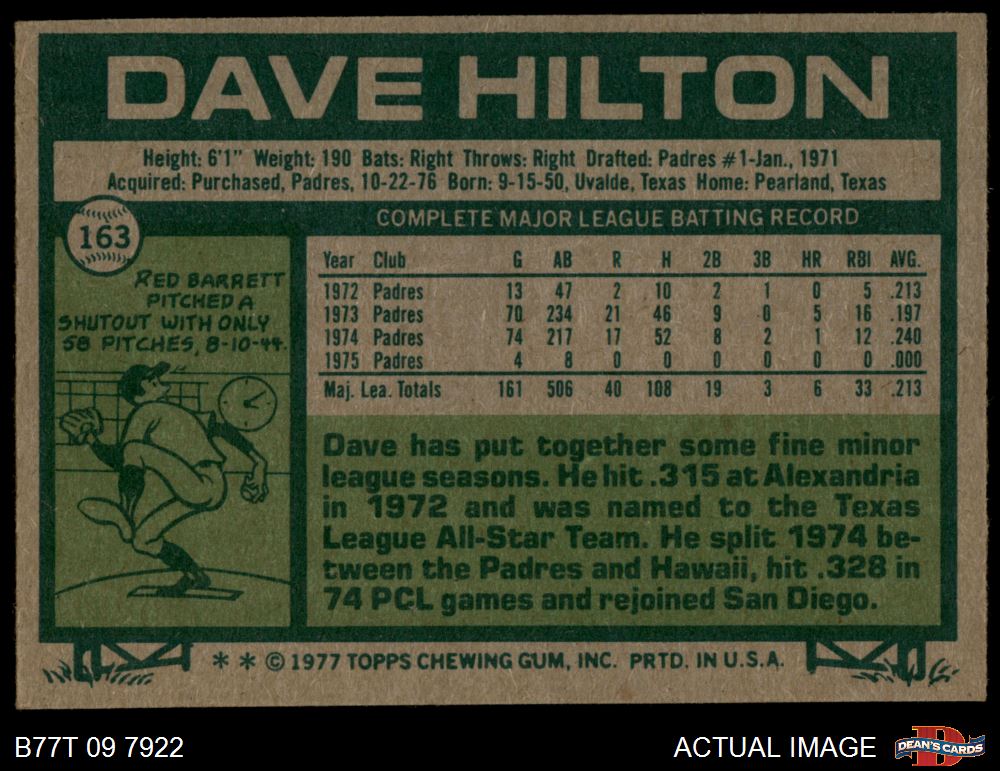 DAVE HILTON
Height: 6'1" Weight: 190 Bats: Right Throws: Right Drafted: Padres #1-Jan., 1971
Acquired: Purchased, Padres, 10-22-76 Born: 9-15-50, Uvalde, Texas Home: Pearland, Texas
163
RED BARRETT
PITCHED A
SHUTOUT WITH ONLY
58 PITCHES, 8-10-44.
COMPLETE MAJOR LEAGUE BATTING RECORD
Year Club G AB R H 2B 3B HR RBI AVG.
1972 Padres 13 47 2 10 2 1 0 5 .213
1973 Padres 70 234 21 46 9 0 5 16 .197
1974 Padres 74 217 17 52 8 2 1 12 .240
1975 Padres 4 8 0 0 0 0 0 0 .000
Maj. Lea. Totals 161 506 40 108 19 3 6 33 .213
Dave has put together some fine minor
league seasons. He hit .315 at Alexandria
in 1972 and was named to the Texas
League All-Star Team. He split 1974 be-
tween the Padres and Hawaii, hit .328 in
74 PCL games and rejoined San Diego.
* * © 1977 TOPPS CHEWING GUM, INC. PRTD. IN U.S.A.
B77T 09 7922
ACTUAL IMAGE
D
DEAN'S CARDS